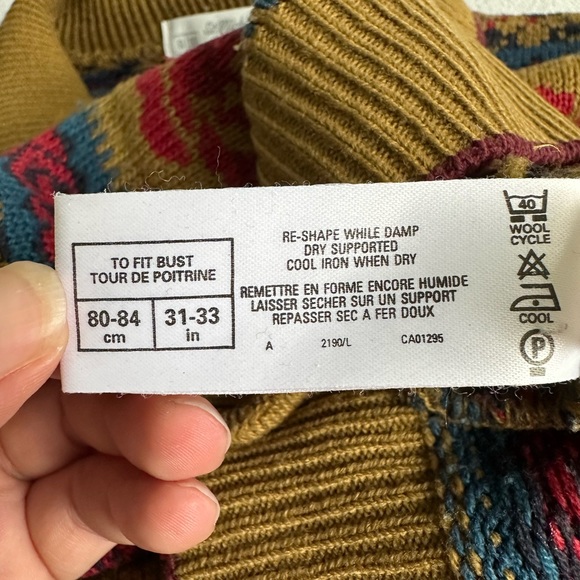 TO FIT BUST
TOUR DE POITRINE
80-84
cm
31-33
in
RE-SHAPE WHILE DAMP
DRY SUPPORTED
COOL IRON WHEN DRY
REMETTRE EN FORME ENCORE HUMIDE
LAISSER SECHER SUR UN SUPPORT
REPASSER SEC A FER DOUX
A 2190/L CA01295
40
WOOL
CYCLE
COOL
P